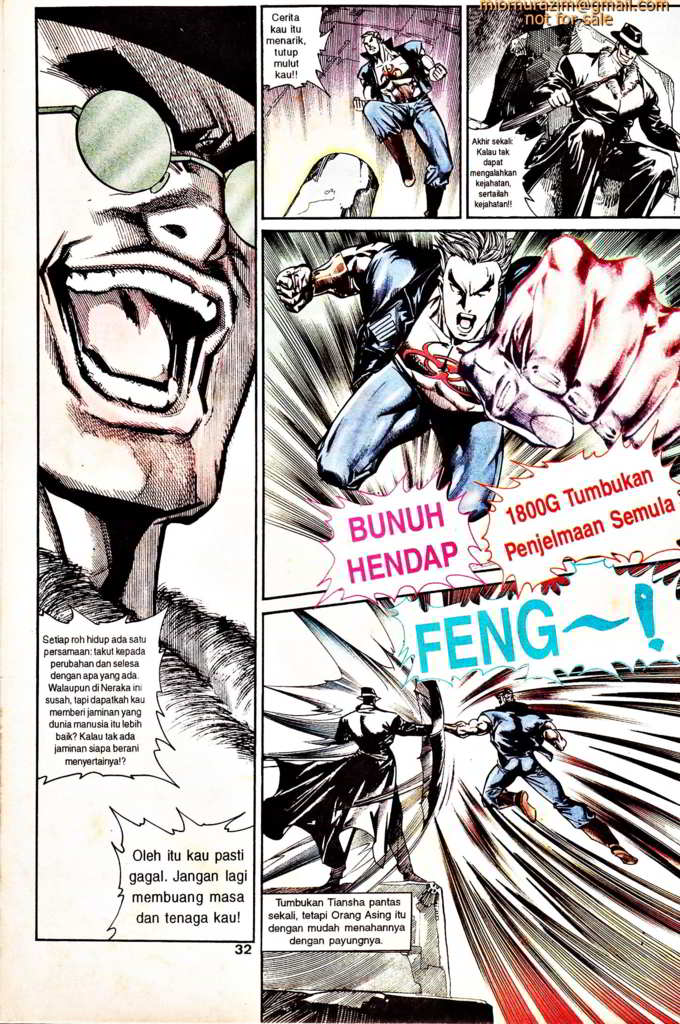 miomurazim@gmail.com
not for sale
Setiap roh hidup ada satu
persamaan: takut kepada
perubahan dan selesa
dengan apa yang ada.
Walaupun di Neraka ini
susah, tapi dapatkah kau
memberi jaminan yang
dunia manusia itu lebih
baik? Kalau tak ada
jaminan siapa berani
menyertainya!?
Oleh itu kau pasti
gagal. Jangan lagi
membuang masa
dan tenaga kau!
Cerita
kau itu
menarik,
tutup
mulut
kau!!
Akhir sekali:
Kalau tak
dapat
mengalahkan
kejahatan,
sertailah
kejahatan!!
BUNUH
HENDAP
1800G Tumbukan
Penjelmaan Semula
FENG~!
Tumbukan Tiansha pantas
sekali, tetapi Orang Asing itu
dengan mudah menahannya
dengan payungnya.
32